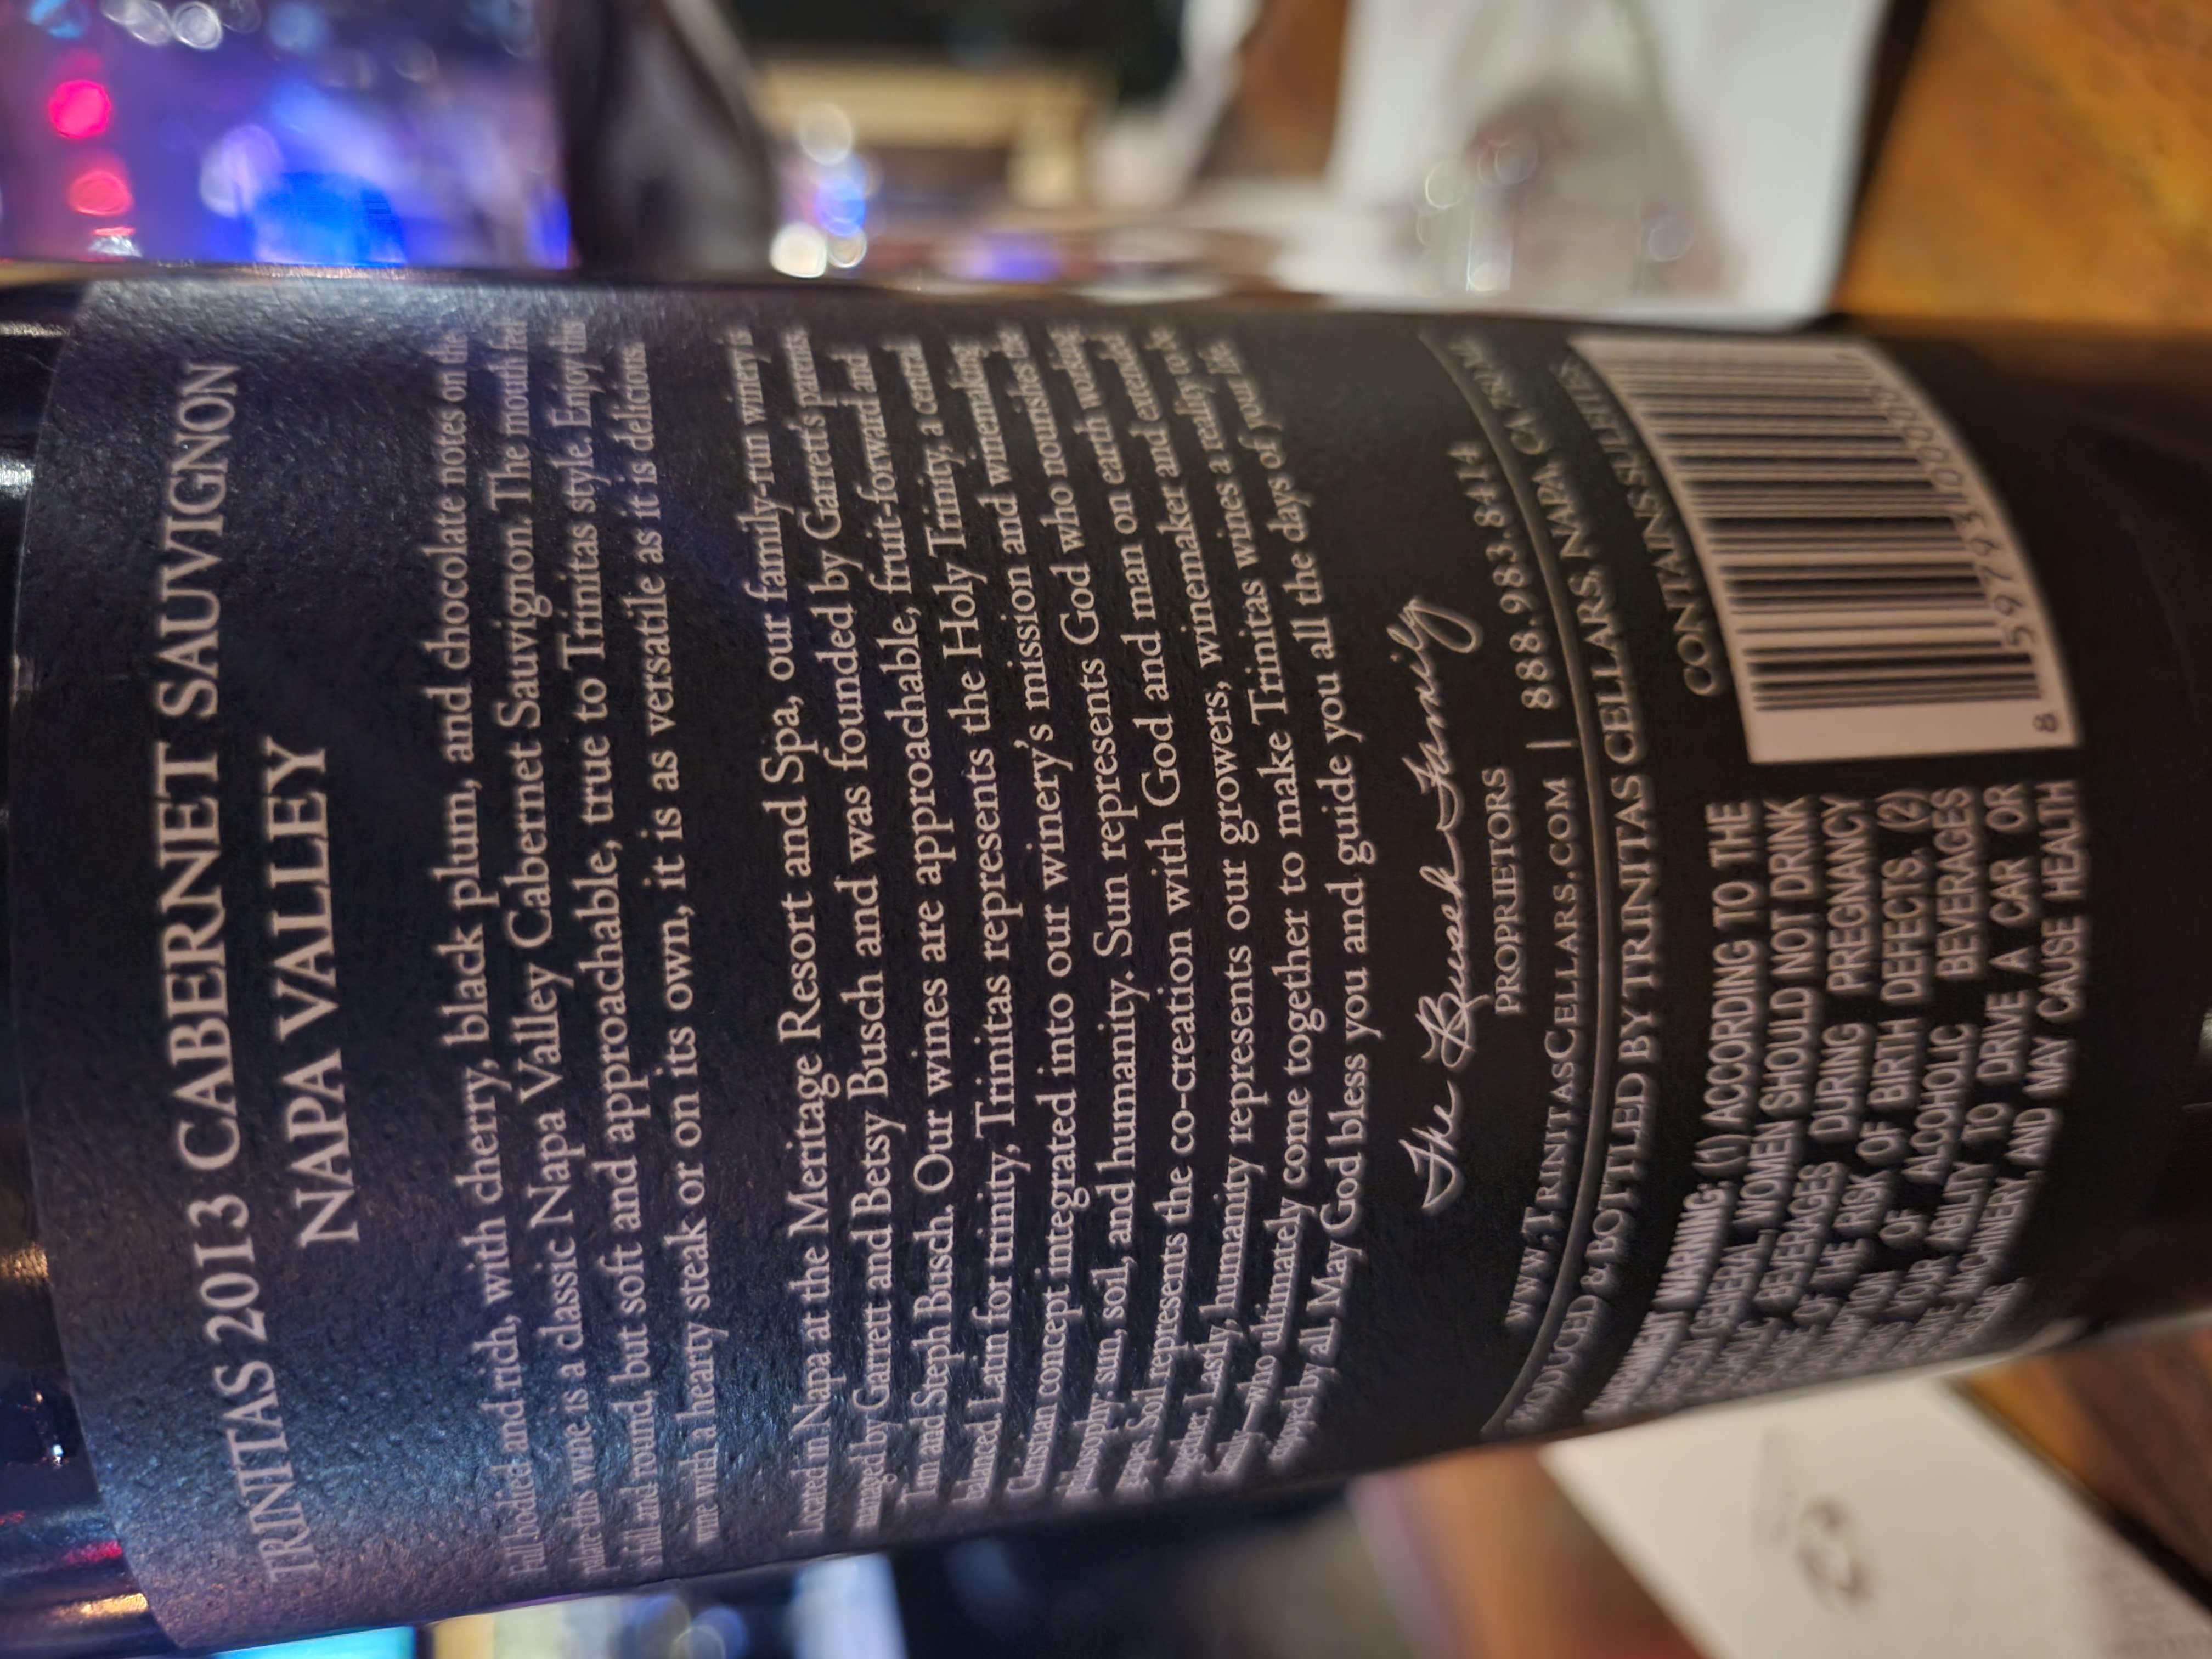 TRINITAS 2013 CABERNET SAUVIGNON
NAPA VALLEY
Full bodied and rich, with cherry, black plum, and chocolate notes on the
palate this wine is a classic Napa Valley Cabernet Sauvignon. The mouth feel
is full and round, but soft and approachable, true to Trinitas style. Enjoy this
wine with a hearty steak or on its own, it is as versatile as it is delicious.
Located in Napa at the Meritage Resort and Spa, our family-run winery is
managed by Garrett and Betsy Busch and was founded by Garrett's parents,
Tim and Steph Busch. Our wines are approachable, fruit-forward and
balanced. Latin for trinity, Trinitas represents the Holy Trinity, a central
Christian concept integrated into our winery's mission and winemaking
philosophy: sun, soil, and humanity. Sun represents God who nourishes the
grapes. Soil represents the co-creation with God and man on earth working
together. Lastly, humanity represents our growers, winemaker and extended
family who ultimately come together to make Trinitas wines a reality to be
enjoyed by all. May God bless you and guide you all the days of your life.
The Busch Family
PROPRIETORS
WWW.TRINITASCELLARS.COM | 888.983.8414
PRODUCED & BOTTLED BY TRINITAS CELLARS, NAPA, CA
CONTAINS SULFITES
GOVERNMENT WARNING: (1) ACCORDING TO THE
SURGEON GENERAL, WOMEN SHOULD NOT DRINK
ALCOHOLIC BEVERAGES DURING PREGNANCY
BECAUSE OF THE RISK OF BIRTH DEFECTS. (2)
CONSUMPTION OF ALCOHOLIC BEVERAGES
IMPAIRS YOUR ABILITY TO DRIVE A CAR OR
OPERATE MACHINERY AND MAY CAUSE HEALTH
PROBLEMS.
8